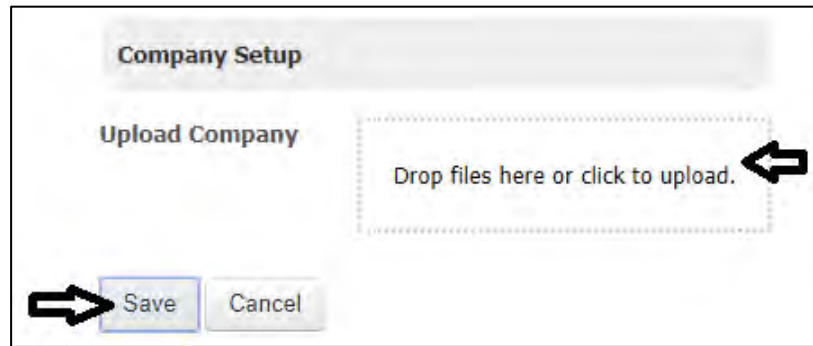 Company Setup
Upload Company
Drop files here or click to upload.
Save Cancel